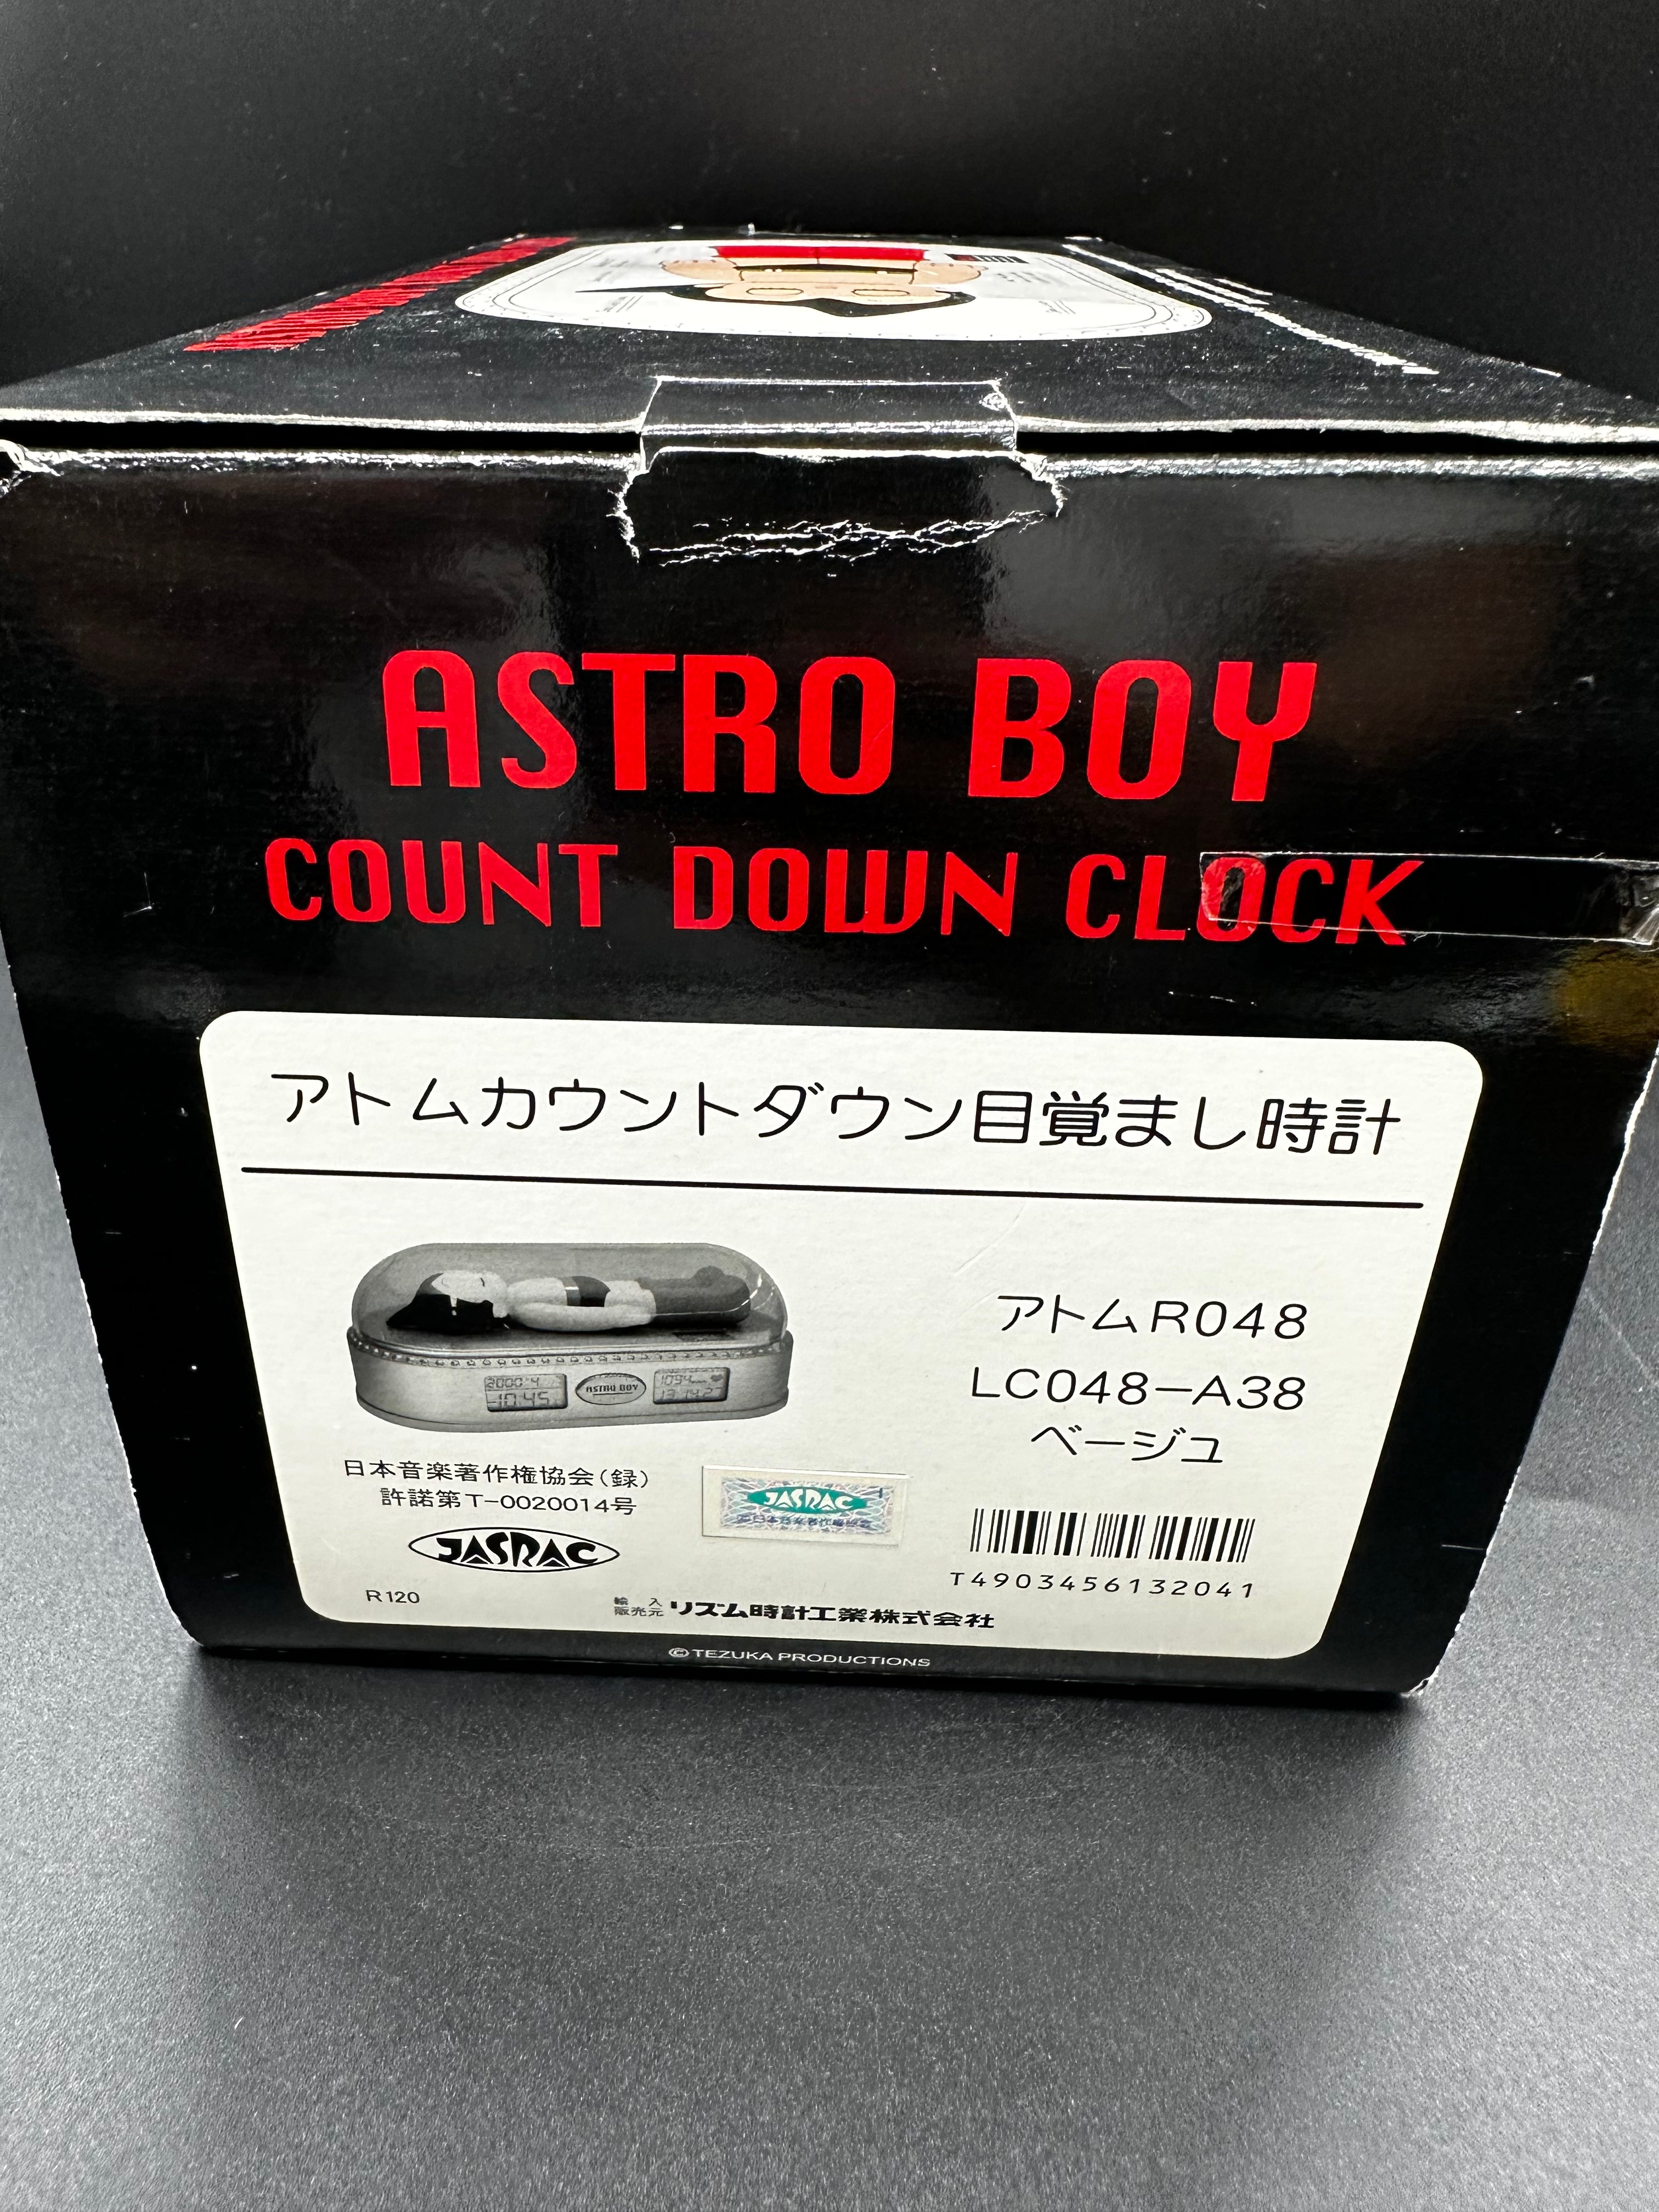 ASTRO BOY
COUNT DOWN CLOCK
アトムカウントダウン目覚まし時計
2000 4
10:45
ASTRO BOY
アトムR048
LC048-A38
ベージュ
日本音楽著作権協会(録)
許諾第T-0020014号
JASRAC
JASRAC
T4903456132041
R120
輸入
販売元 リズム時計工業株式会社
©TEZUKA PRODUCTIONS